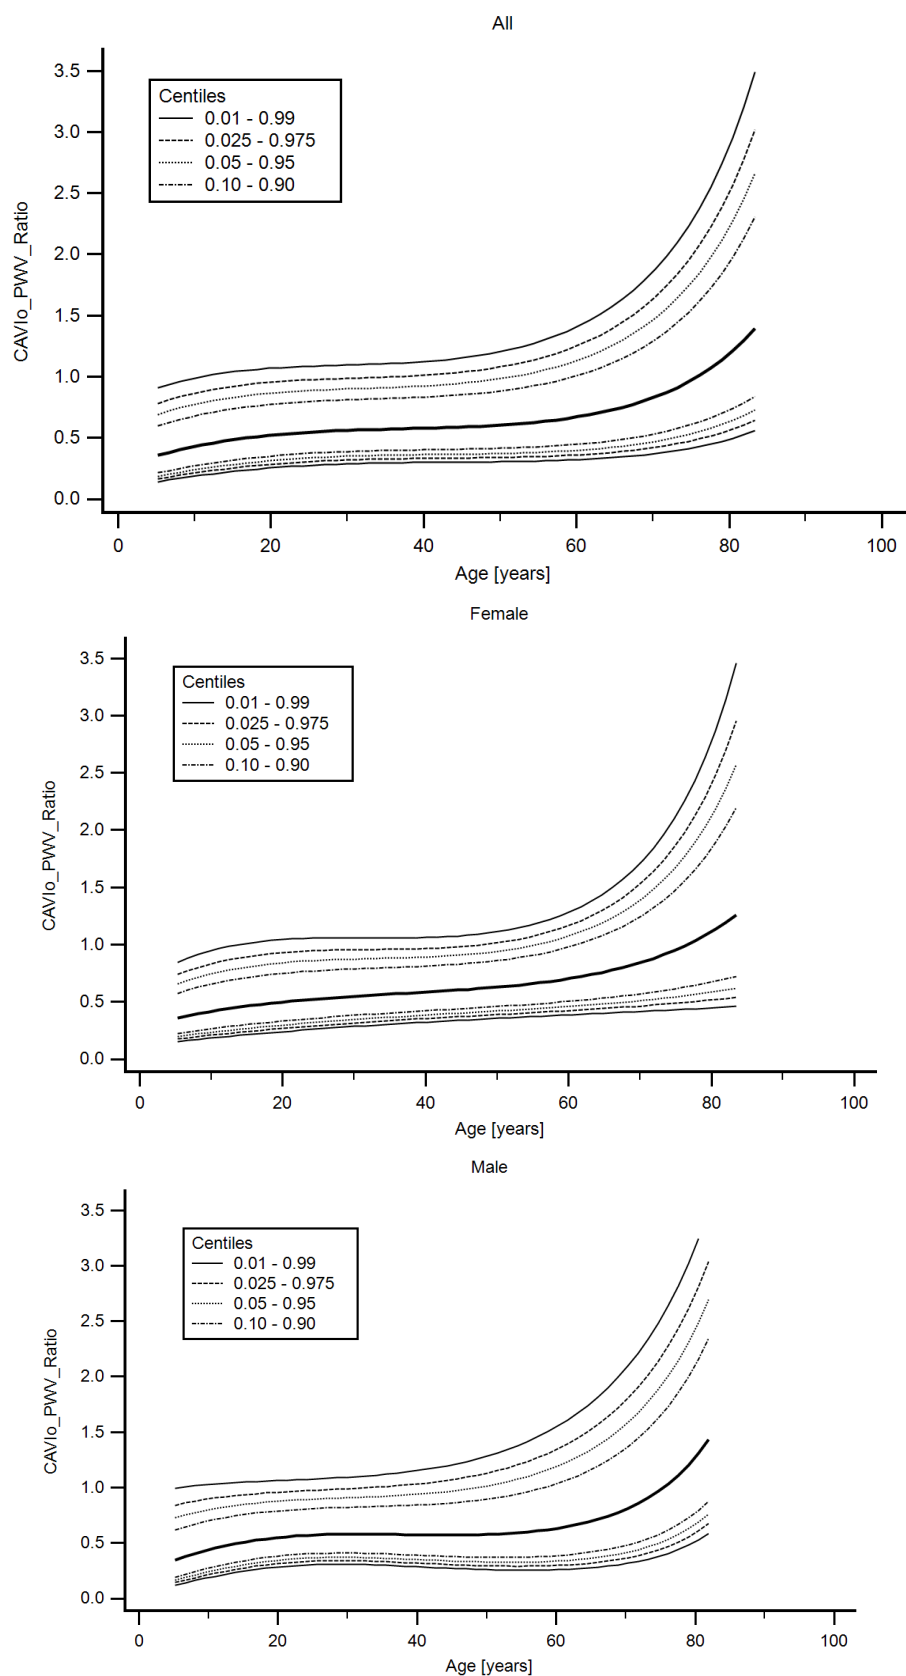 All
3.5
3.0
2.5
2.0
1.5
1.0
0.5
0.0
CAVIo_PWV_Ratio
Centiles
0.01 - 0.99
0.025 - 0.975
0.05 - 0.95
0.10 - 0.90
0 20 40 60 80 100
Age [years]
Female
3.5
3.0
2.5
2.0
1.5
1.0
0.5
0.0
CAVIo_PWV_Ratio
Centiles
0.01 - 0.99
0.025 - 0.975
0.05 - 0.95
0.10 - 0.90
0 20 40 60 80 100
Age [years]
Male
3.5
3.0
2.5
2.0
1.5
1.0
0.5
0.0
CAVIo_PWV_Ratio
Centiles
0.01 - 0.99
0.025 - 0.975
0.05 - 0.95
0.10 - 0.90
0 20 40 60 80 100
Age [years]